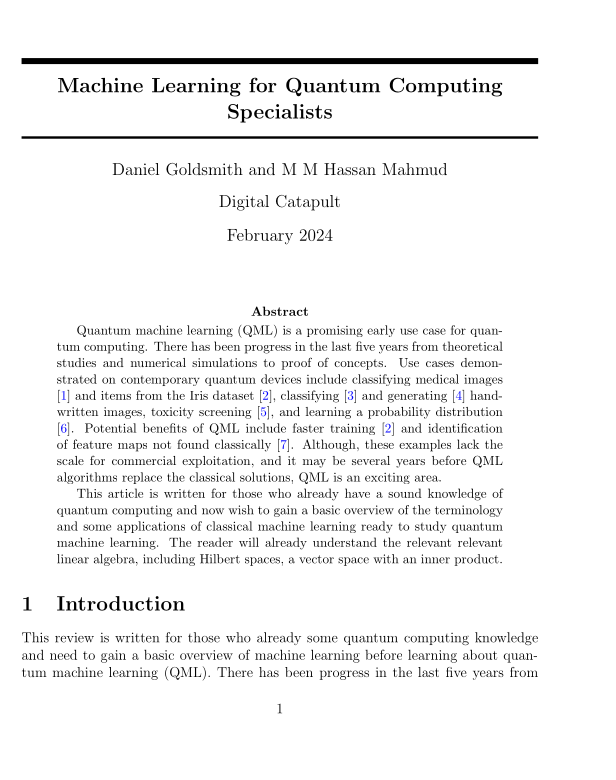 Machine Learning for Quantum Computing
Specialists
Daniel Goldsmith and M M Hassan Mahmud
Digital Catapult
February 2024
Abstract
Quantum machine learning (QML) is a promising early use case for quan-
tum computing. There has been progress in the last five years from theoretical
studies and numerical simulations to proof of concepts. Use cases demon-
strated on contemporary quantum devices include classifying medical images
[1] and items from the Iris dataset [2], classifying [3] and generating [4] hand-
written images, toxicity screening [5], and learning a probability distribution
[6]. Potential benefits of QML include faster training [2] and identification
of feature maps not found classically [7]. Although, these examples lack the
scale for commercial exploitation, and it may be several years before QML
algorithms replace the classical solutions, QML is an exciting area.
This article is written for those who already have a sound knowledge of
quantum computing and now wish to gain a basic overview of the terminology
and some applications of classical machine learning ready to study quantum
machine learning. The reader will already understand the relevant relevant
linear algebra, including Hilbert spaces, a vector space with an inner product.
1 Introduction
This review is written for those who already some quantum computing knowledge
and need to gain a basic overview of machine learning before learning about quan-
tum machine learning (QML). There has been progress in the last five years from
1